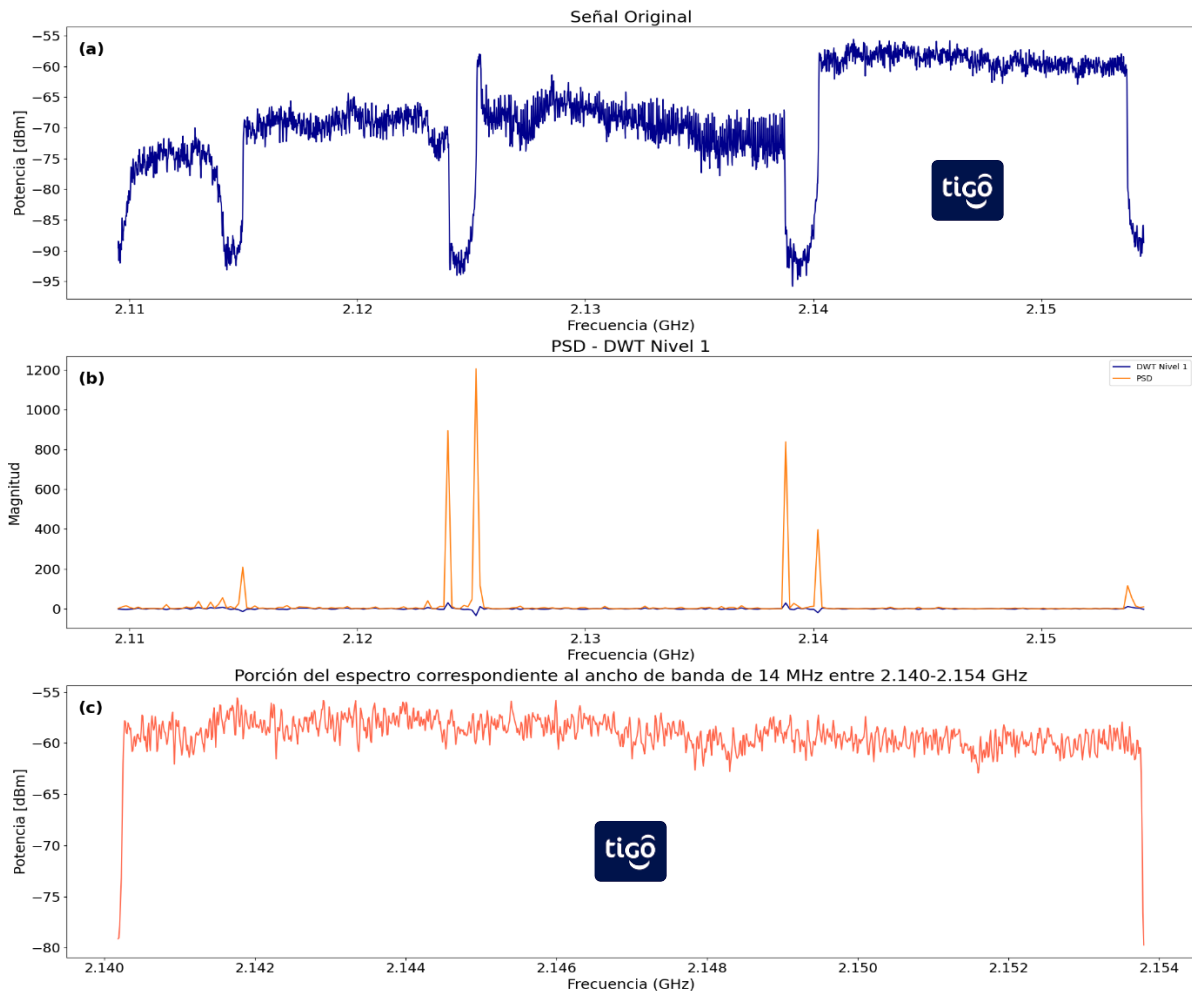 Señal Original
(a)
−55
−60
−65
−70
−75
−80
−85
−90
−95
Potencia [dBm]
tigo
2.11 2.12 2.13 2.14 2.15
Frecuencia (GHz)
PSD - DWT Nivel 1
(b)
DWT Nivel 1
PSD
1200
1000
800
600
400
200
0
Magnitud
2.11 2.12 2.13 2.14 2.15
Frecuencia (GHz)
Porción del espectro correspondiente al ancho de banda de 14 MHz entre 2.140-2.154 GHz
(c)
−55
−60
−65
−70
−75
−80
Potencia [dBm]
tigo
2.140 2.142 2.144 2.146 2.148 2.150 2.152 2.154
Frecuencia (GHz)